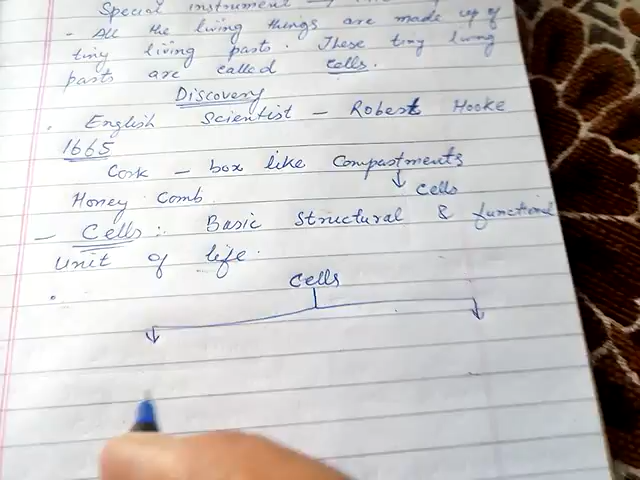 Special instrument →
- All the living things are made up of
tiny living parts. These tiny living
parts are called cells.
Discovery
. English Scientist - Robert Hooke
1665
Cork - box like Compartments
↓ Cells
Honey Comb.
- Cells :. Basic Structural & functional
unit of life.
. Cells